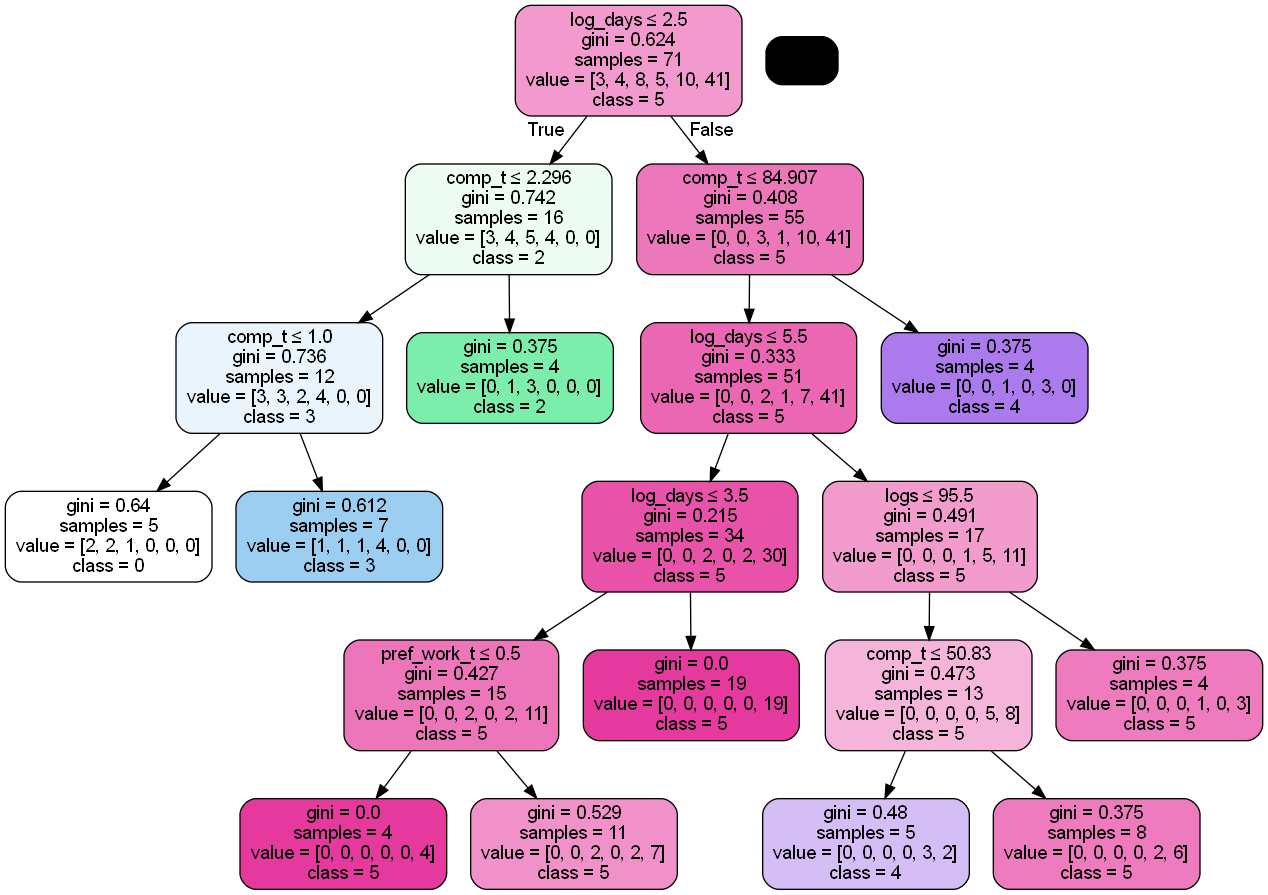 log_days ≤ 2.5
gini = 0.624
samples = 71
value = [3, 4, 8, 5, 10, 41]
class = 5
True
False
comp_t ≤ 2.296
gini = 0.742
samples = 16
value = [3, 4, 5, 4, 0, 0]
class = 2
comp_t ≤ 84.907
gini = 0.408
samples = 55
value = [0, 0, 3, 1, 10, 41]
class = 5
comp_t ≤ 1.0
gini = 0.736
samples = 12
value = [3, 3, 2, 4, 0, 0]
class = 3
gini = 0.375
samples = 4
value = [0, 1, 3, 0, 0, 0]
class = 2
log_days ≤ 5.5
gini = 0.333
samples = 51
value = [0, 0, 2, 1, 7, 41]
class = 5
gini = 0.375
samples = 4
value = [0, 0, 1, 0, 3, 0]
class = 4
gini = 0.64
samples = 5
value = [2, 2, 1, 0, 0, 0]
class = 0
gini = 0.612
samples = 7
value = [1, 1, 1, 4, 0, 0]
class = 3
log_days ≤ 3.5
gini = 0.215
samples = 34
value = [0, 0, 2, 0, 2, 30]
class = 5
logs ≤ 95.5
gini = 0.491
samples = 17
value = [0, 0, 0, 1, 5, 11]
class = 5
pref_work_t ≤ 0.5
gini = 0.427
samples = 15
value = [0, 0, 2, 0, 2, 11]
class = 5
gini = 0.0
samples = 19
value = [0, 0, 0, 0, 0, 19]
class = 5
comp_t ≤ 50.83
gini = 0.473
samples = 13
value = [0, 0, 0, 0, 5, 8]
class = 5
gini = 0.375
samples = 4
value = [0, 0, 0, 1, 0, 3]
class = 5
gini = 0.0
samples = 4
value = [0, 0, 0, 0, 0, 4]
class = 5
gini = 0.529
samples = 11
value = [0, 0, 2, 0, 2, 7]
class = 5
gini = 0.48
samples = 5
value = [0, 0, 0, 0, 3, 2]
class = 4
gini = 0.375
samples = 8
value = [0, 0, 0, 0, 2, 6]
class = 5